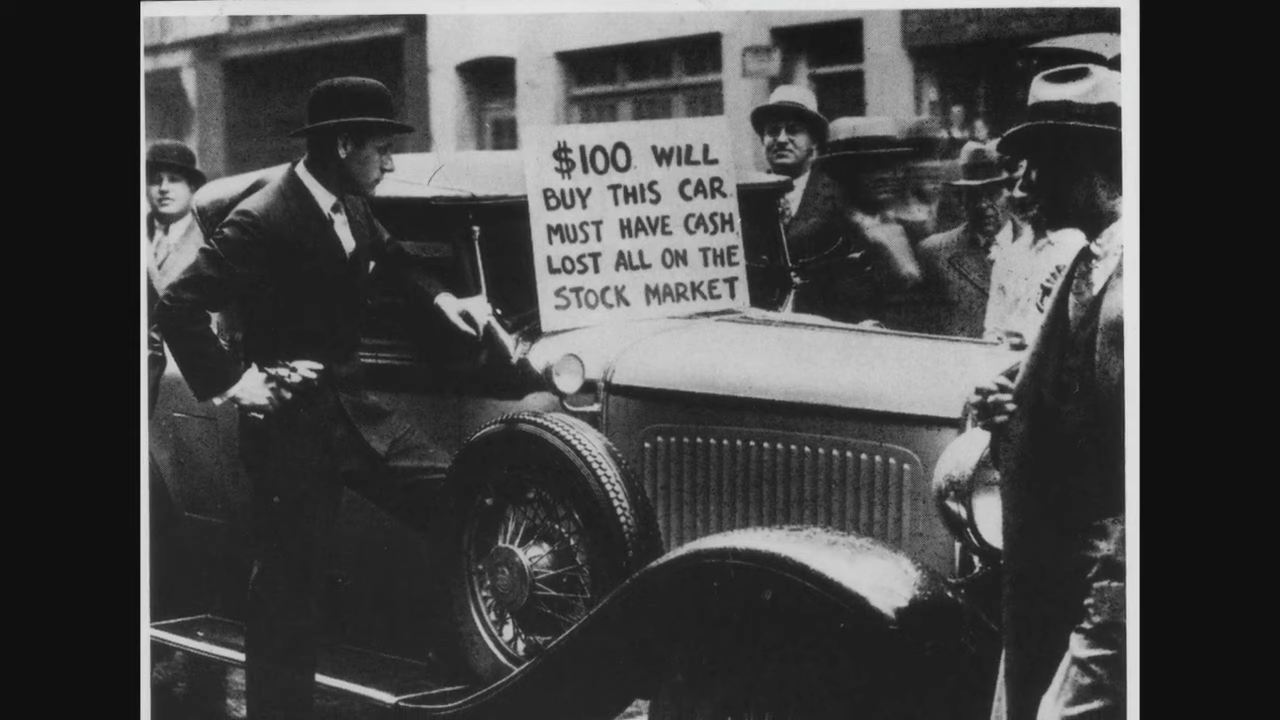 $100. WILL
BUY THIS CAR.
MUST HAVE CASH.
LOST ALL ON THE
STOCK MARKET